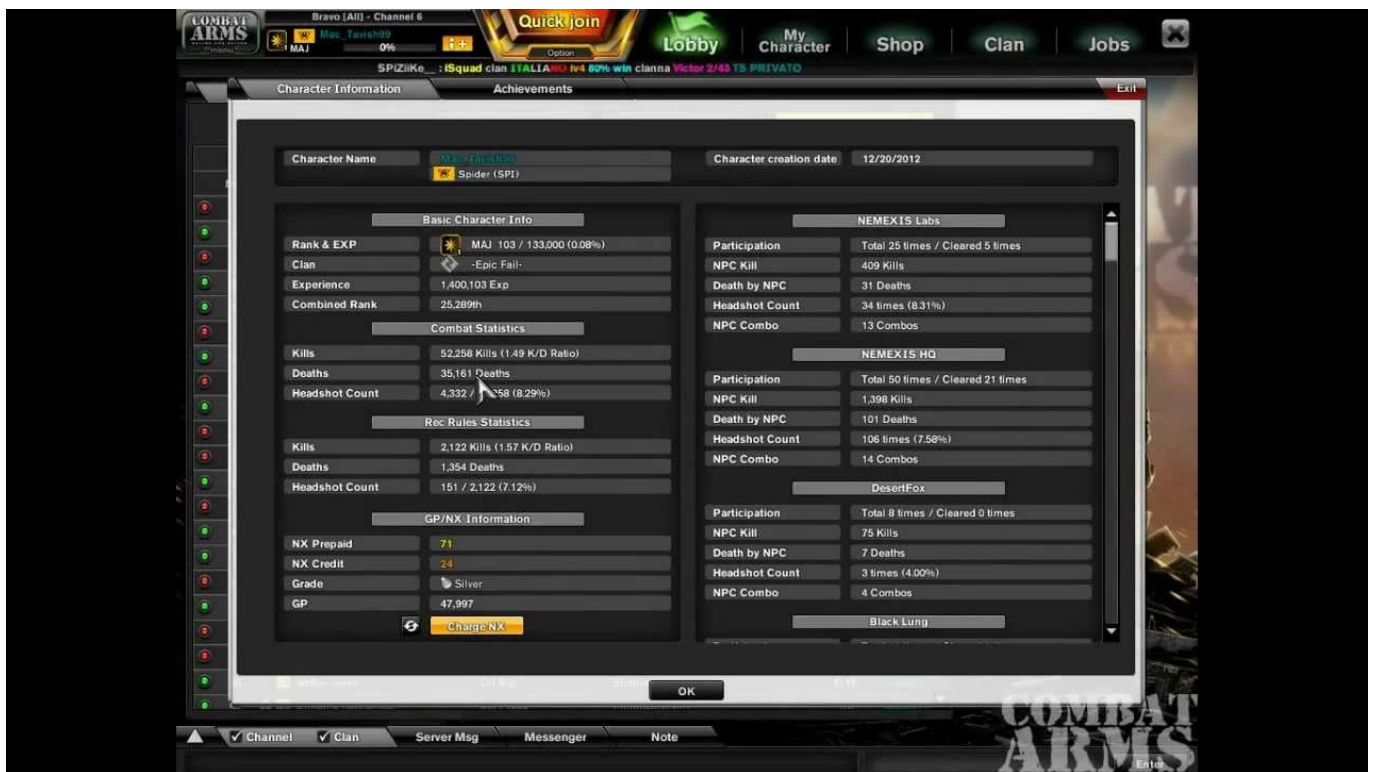 COMBAT ARMS
Bravo [All] - Channel 6
MAJ
Mac_Tavish99
0%
Quick join
Option
Lobby
My Character
Shop
Clan
Jobs
SPiZiiKe__ : iSquad clan ITALIANO lv4 80% win clanna Victor 2/43 TS PRIVATO
Character Information
Achievements
Exit
Character Name
Mac_Tavish99
Spider (SPI)
Character creation date 12/20/2012
Basic Character Info
Rank & EXP MAJ 103 / 133,000 (0.08%)
Clan -Epic Fail-
Experience 1,400,103 Exp
Combined Rank 25,289th
Combat Statistics
Kills 52,258 Kills (1.49 K/D Ratio)
Deaths 35,161 Deaths
Headshot Count 4,332 / 258 (8.29%)
Rec Rules Statistics
Kills 2,122 Kills (1.57 K/D Ratio)
Deaths 1,354 Deaths
Headshot Count 151 / 2,122 (7.12%)
GP/NX Information
NX Prepaid 71
NX Credit 24
Grade Silver
GP 47,997
Charge NX
NEMEXIS Labs
Participation Total 25 times / Cleared 5 times
NPC Kill 409 Kills
Death by NPC 31 Deaths
Headshot Count 34 times (8.31%)
NPC Combo 13 Combos
NEMEXIS HQ
Participation Total 50 times / Cleared 21 times
NPC Kill 1,398 Kills
Death by NPC 101 Deaths
Headshot Count 106 times (7.58%)
NPC Combo 14 Combos
DesertFox
Participation Total 8 times / Cleared 0 times
NPC Kill 75 Kills
Death by NPC 7 Deaths
Headshot Count 3 times (4.00%)
NPC Combo 4 Combos
Black Lung
OK
COMBAT ARMS
Channel
Clan
Server Msg
Messenger
Note
Enter